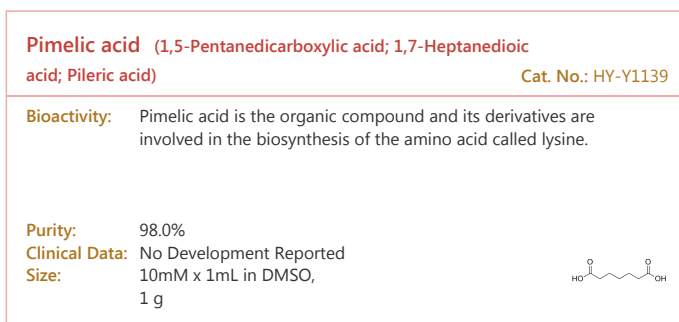 Pimelic acid (1,5-Pentanedicarboxylic acid; 1,7-Heptanedioic
acid; Pileric acid)
Cat. No.: HY-Y1139
Bioactivity: Pimelic acid is the organic compound and its derivatives are
involved in the biosynthesis of the amino acid called lysine.
Purity: 98.0%
Clinical Data: No Development Reported
Size: 10mM x 1mL in DMSO,
1 g
O O
HO OH